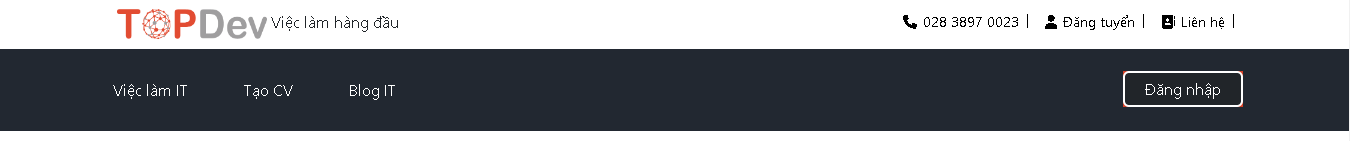 TOPDev Việc làm hàng đầu 028 3897 0023 | Đăng tuyển | Liên hệ |
Việc làm IT Tạo CV Blog IT Đăng nhập